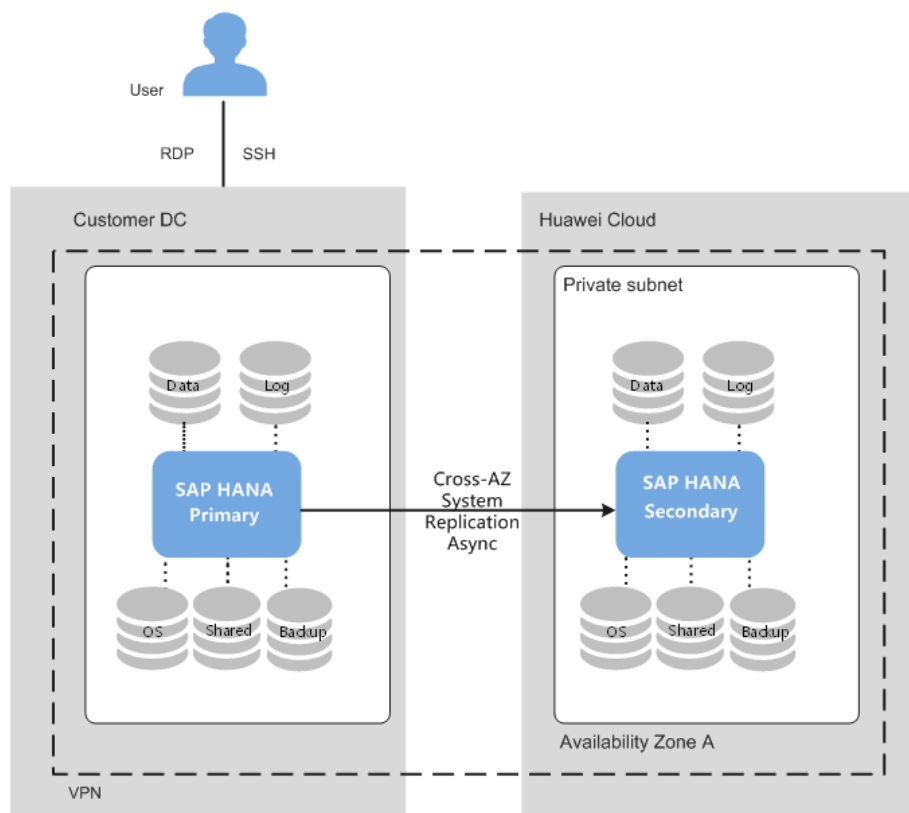 User
RDP
SSH
Customer DC
Huawei Cloud
Private subnet
Data
Log
Data
Log
SAP HANA
Primary
Cross-AZ
System
Replication
Async
SAP HANA
Secondary
OS
Shared
Backup
OS
Shared
Backup
Availability Zone A
VPN